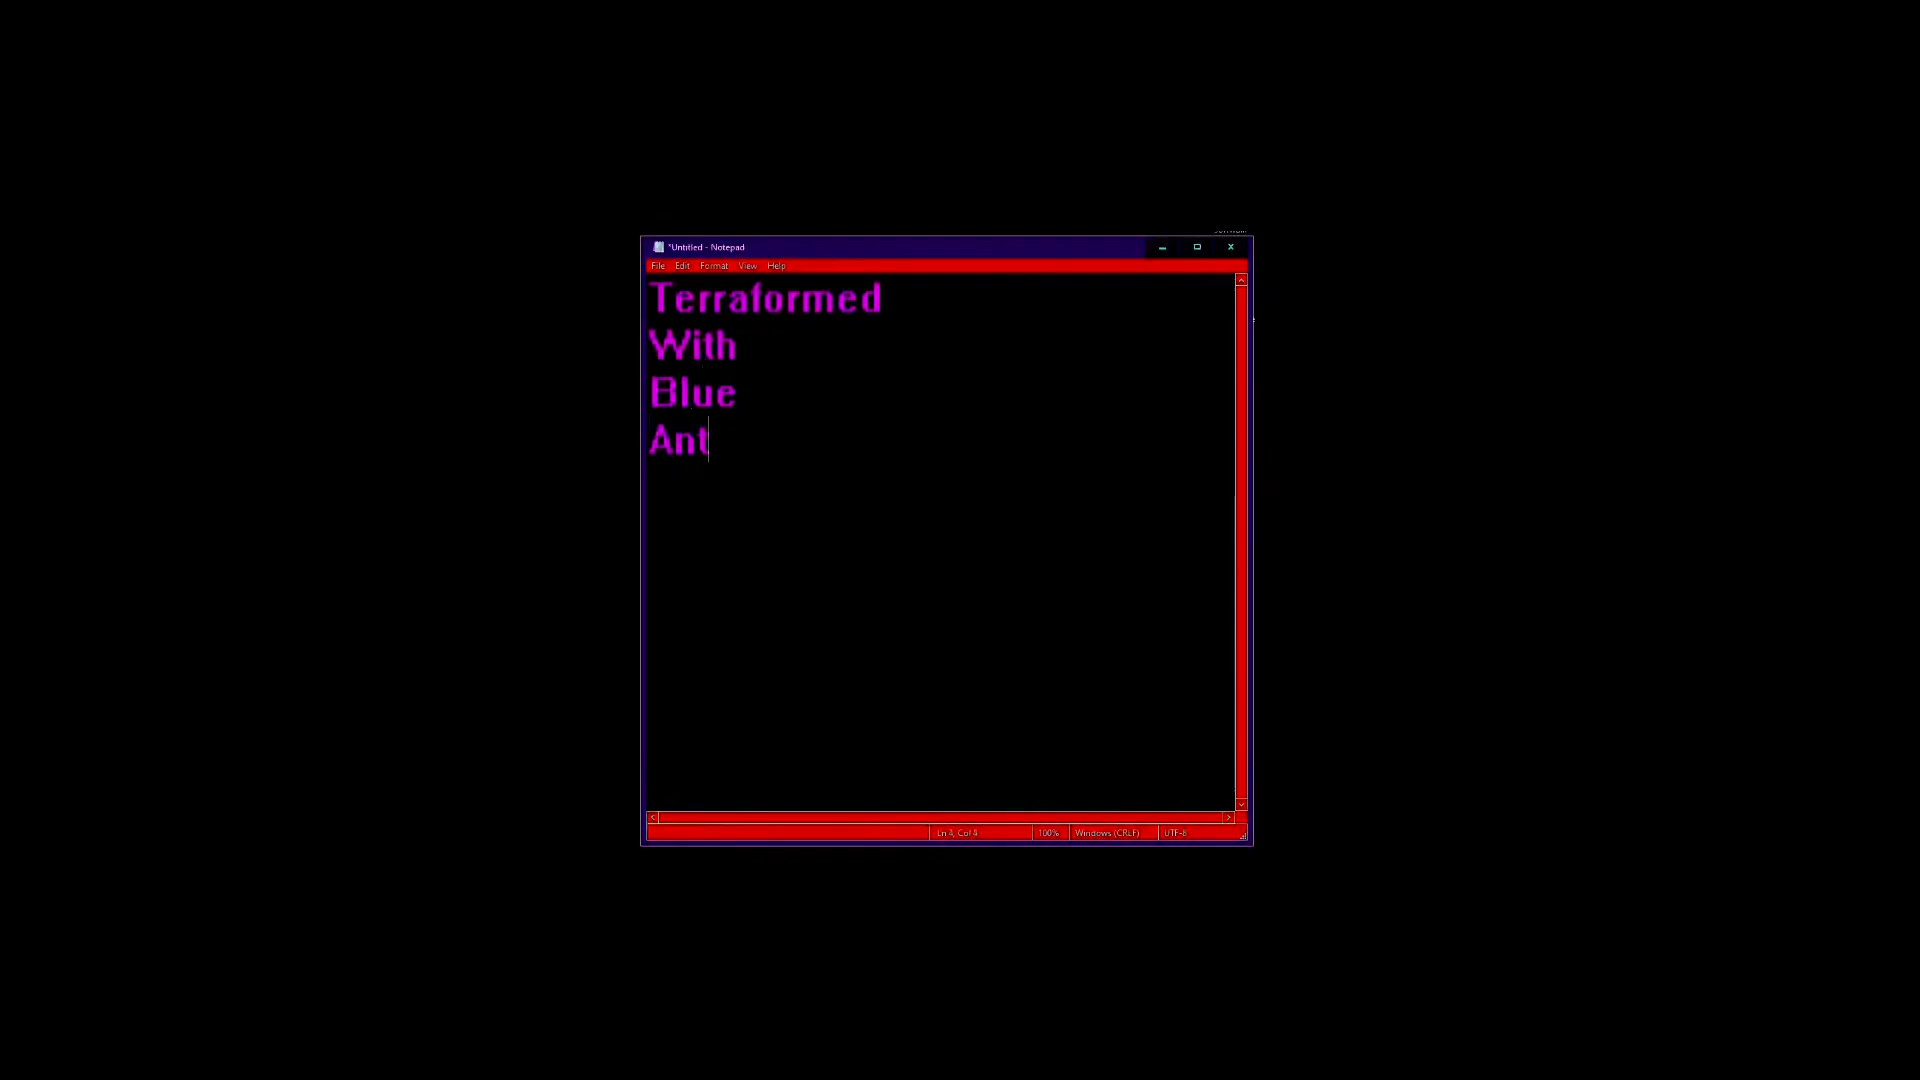 *Untitled - Notepad
File Edit Format View Help
Terraformed
With
Blue
Ant
100% Windows (CRLF) UTF-8